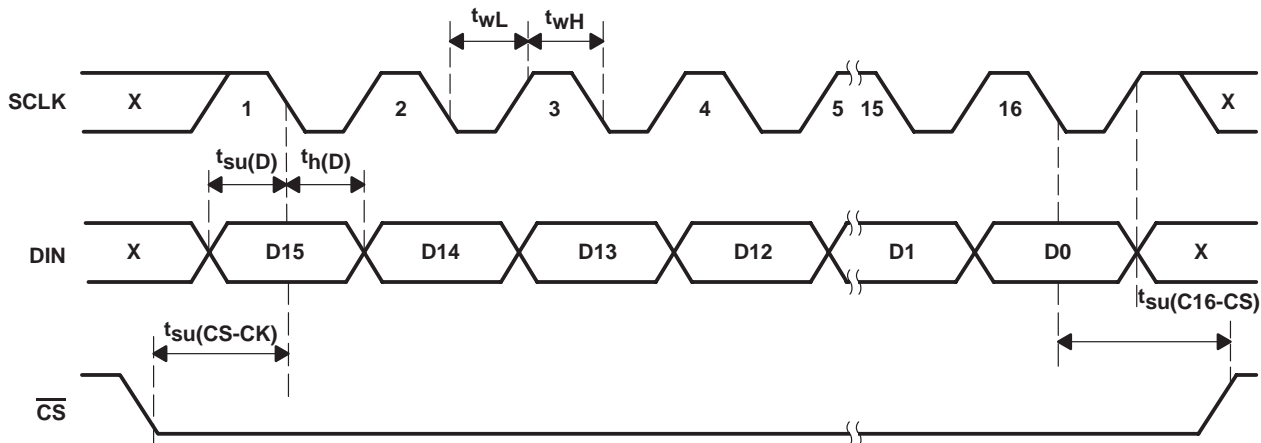 twL twH
SCLK X 1 2 3 4 5 15 16 X
tsu(D) th(D)
DIN X D15 D14 D13 D12 D1 D0 X
tsu(CS-CK) tsu(C16-CS)
C̅S̅